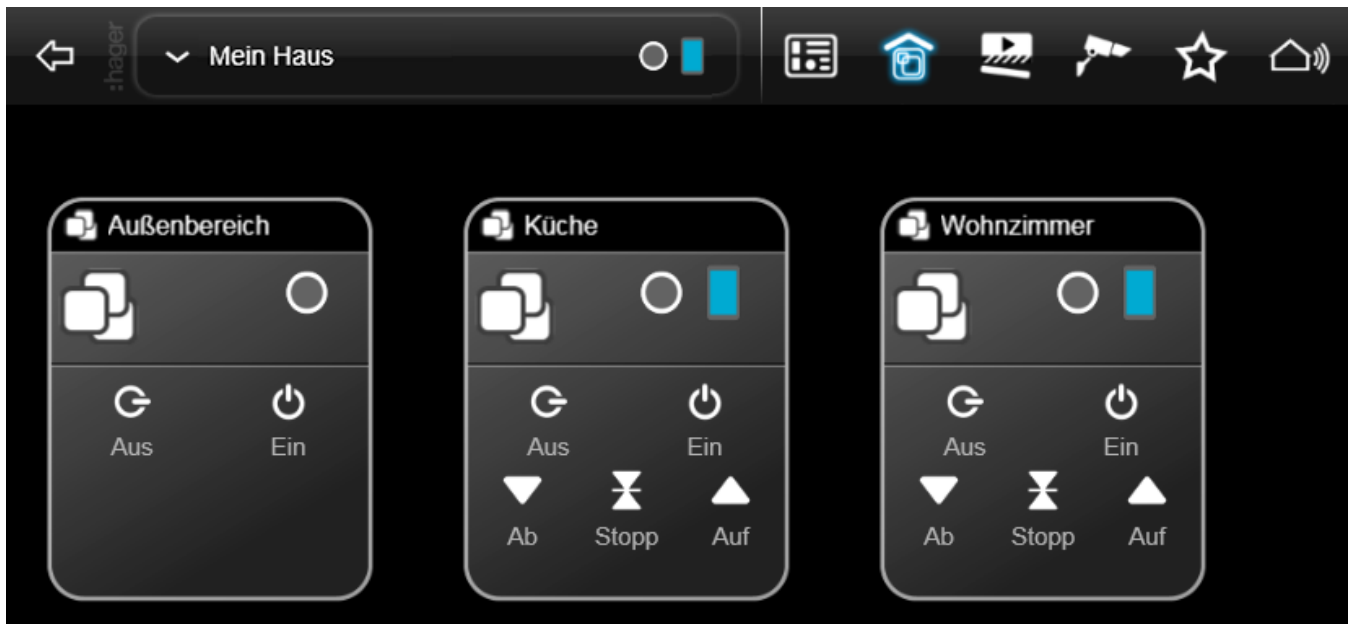 :hager
Mein Haus
Außenbereich
Küche
Wohnzimmer
Aus Ein
Aus Ein
Aus Ein
Ab Stopp Auf
Ab Stopp Auf